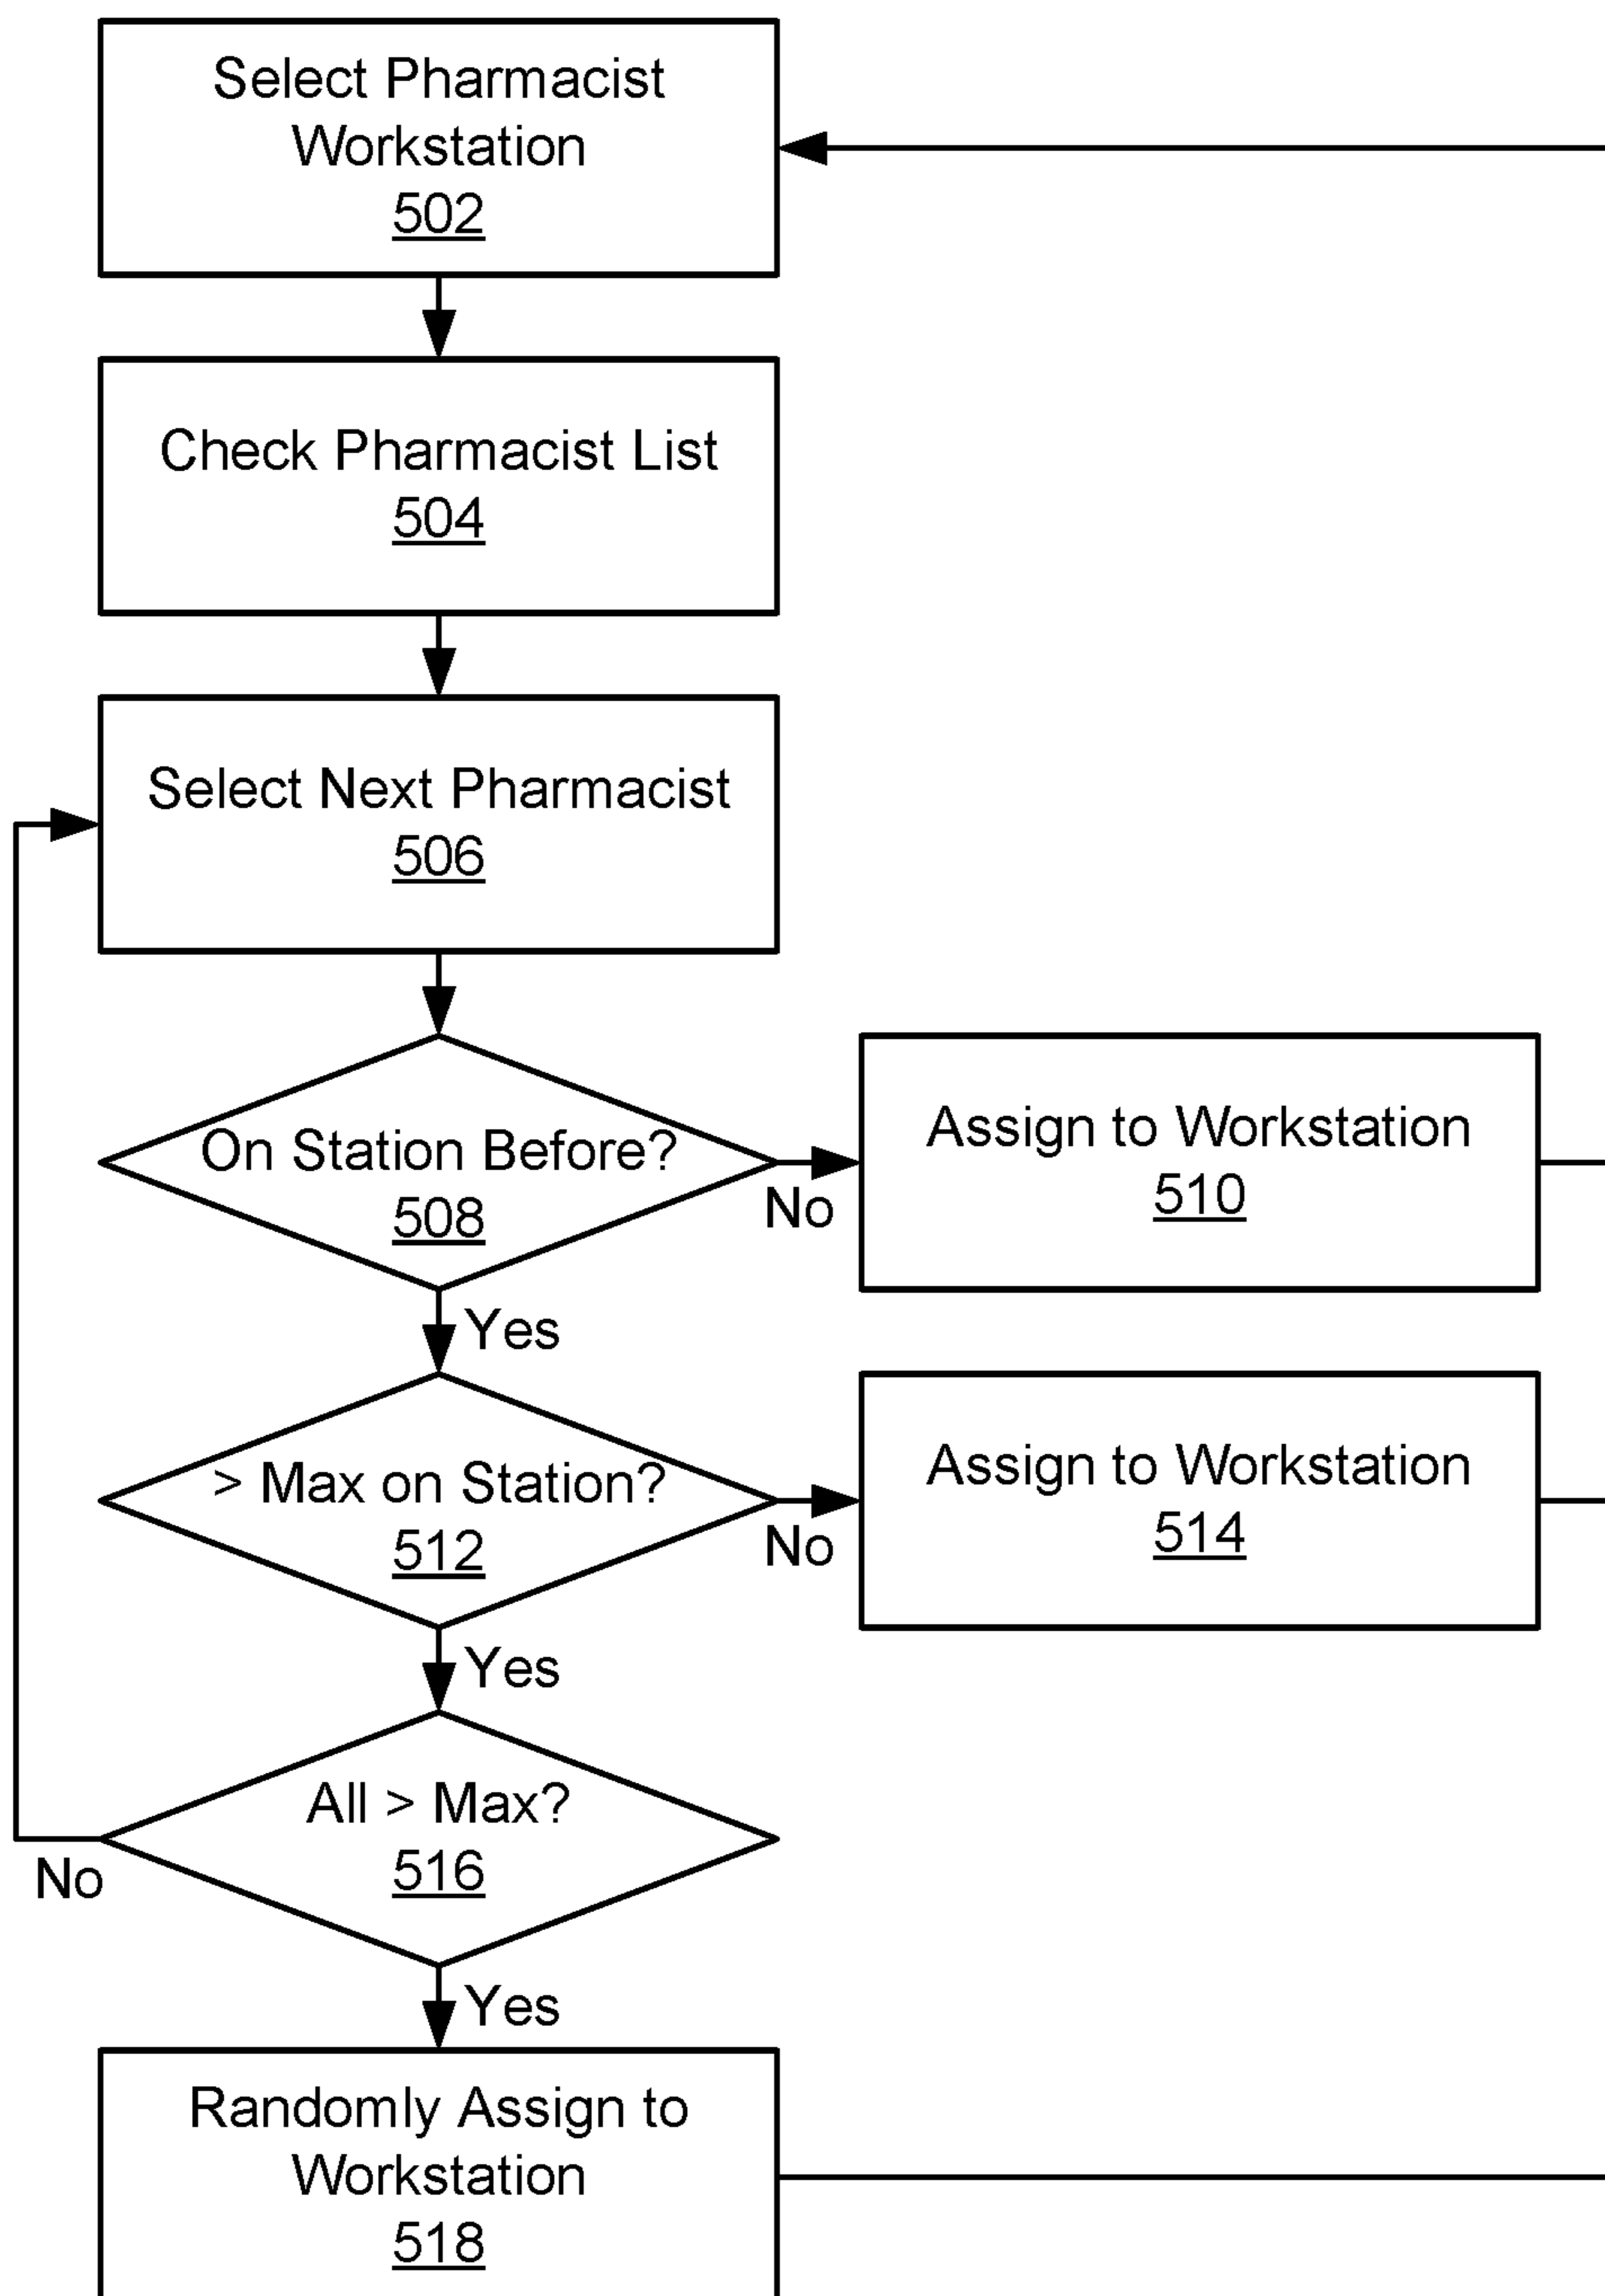 Select Pharmacist
Workstation
502
Check Pharmacist List
504
Select Next Pharmacist
506
On Station Before?
508
No
Assign to Workstation
510
Yes
> Max on Station?
512
No
Assign to Workstation
514
Yes
All > Max?
516
No
Yes
Randomly Assign to
Workstation
518